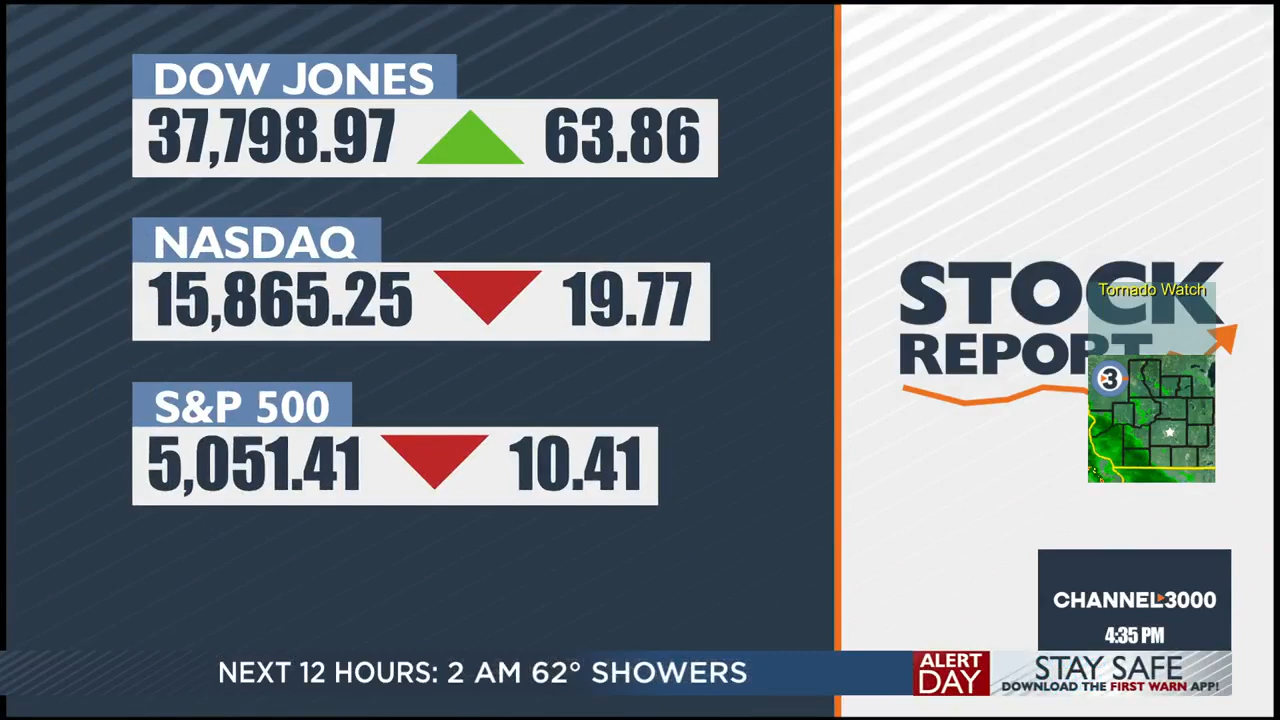 DOW JONES
37,798.97 63.86
NASDAQ
15,865.25 19.77
S&P 500
5,051.41 10.41
STOCK
REPORT
Tornado Watch
3
CHANNEL3000
4:35 PM
NEXT 12 HOURS: 2 AM 62° SHOWERS
ALERT
DAY
STAY SAFE
DOWNLOAD THE FIRST WARN APP!